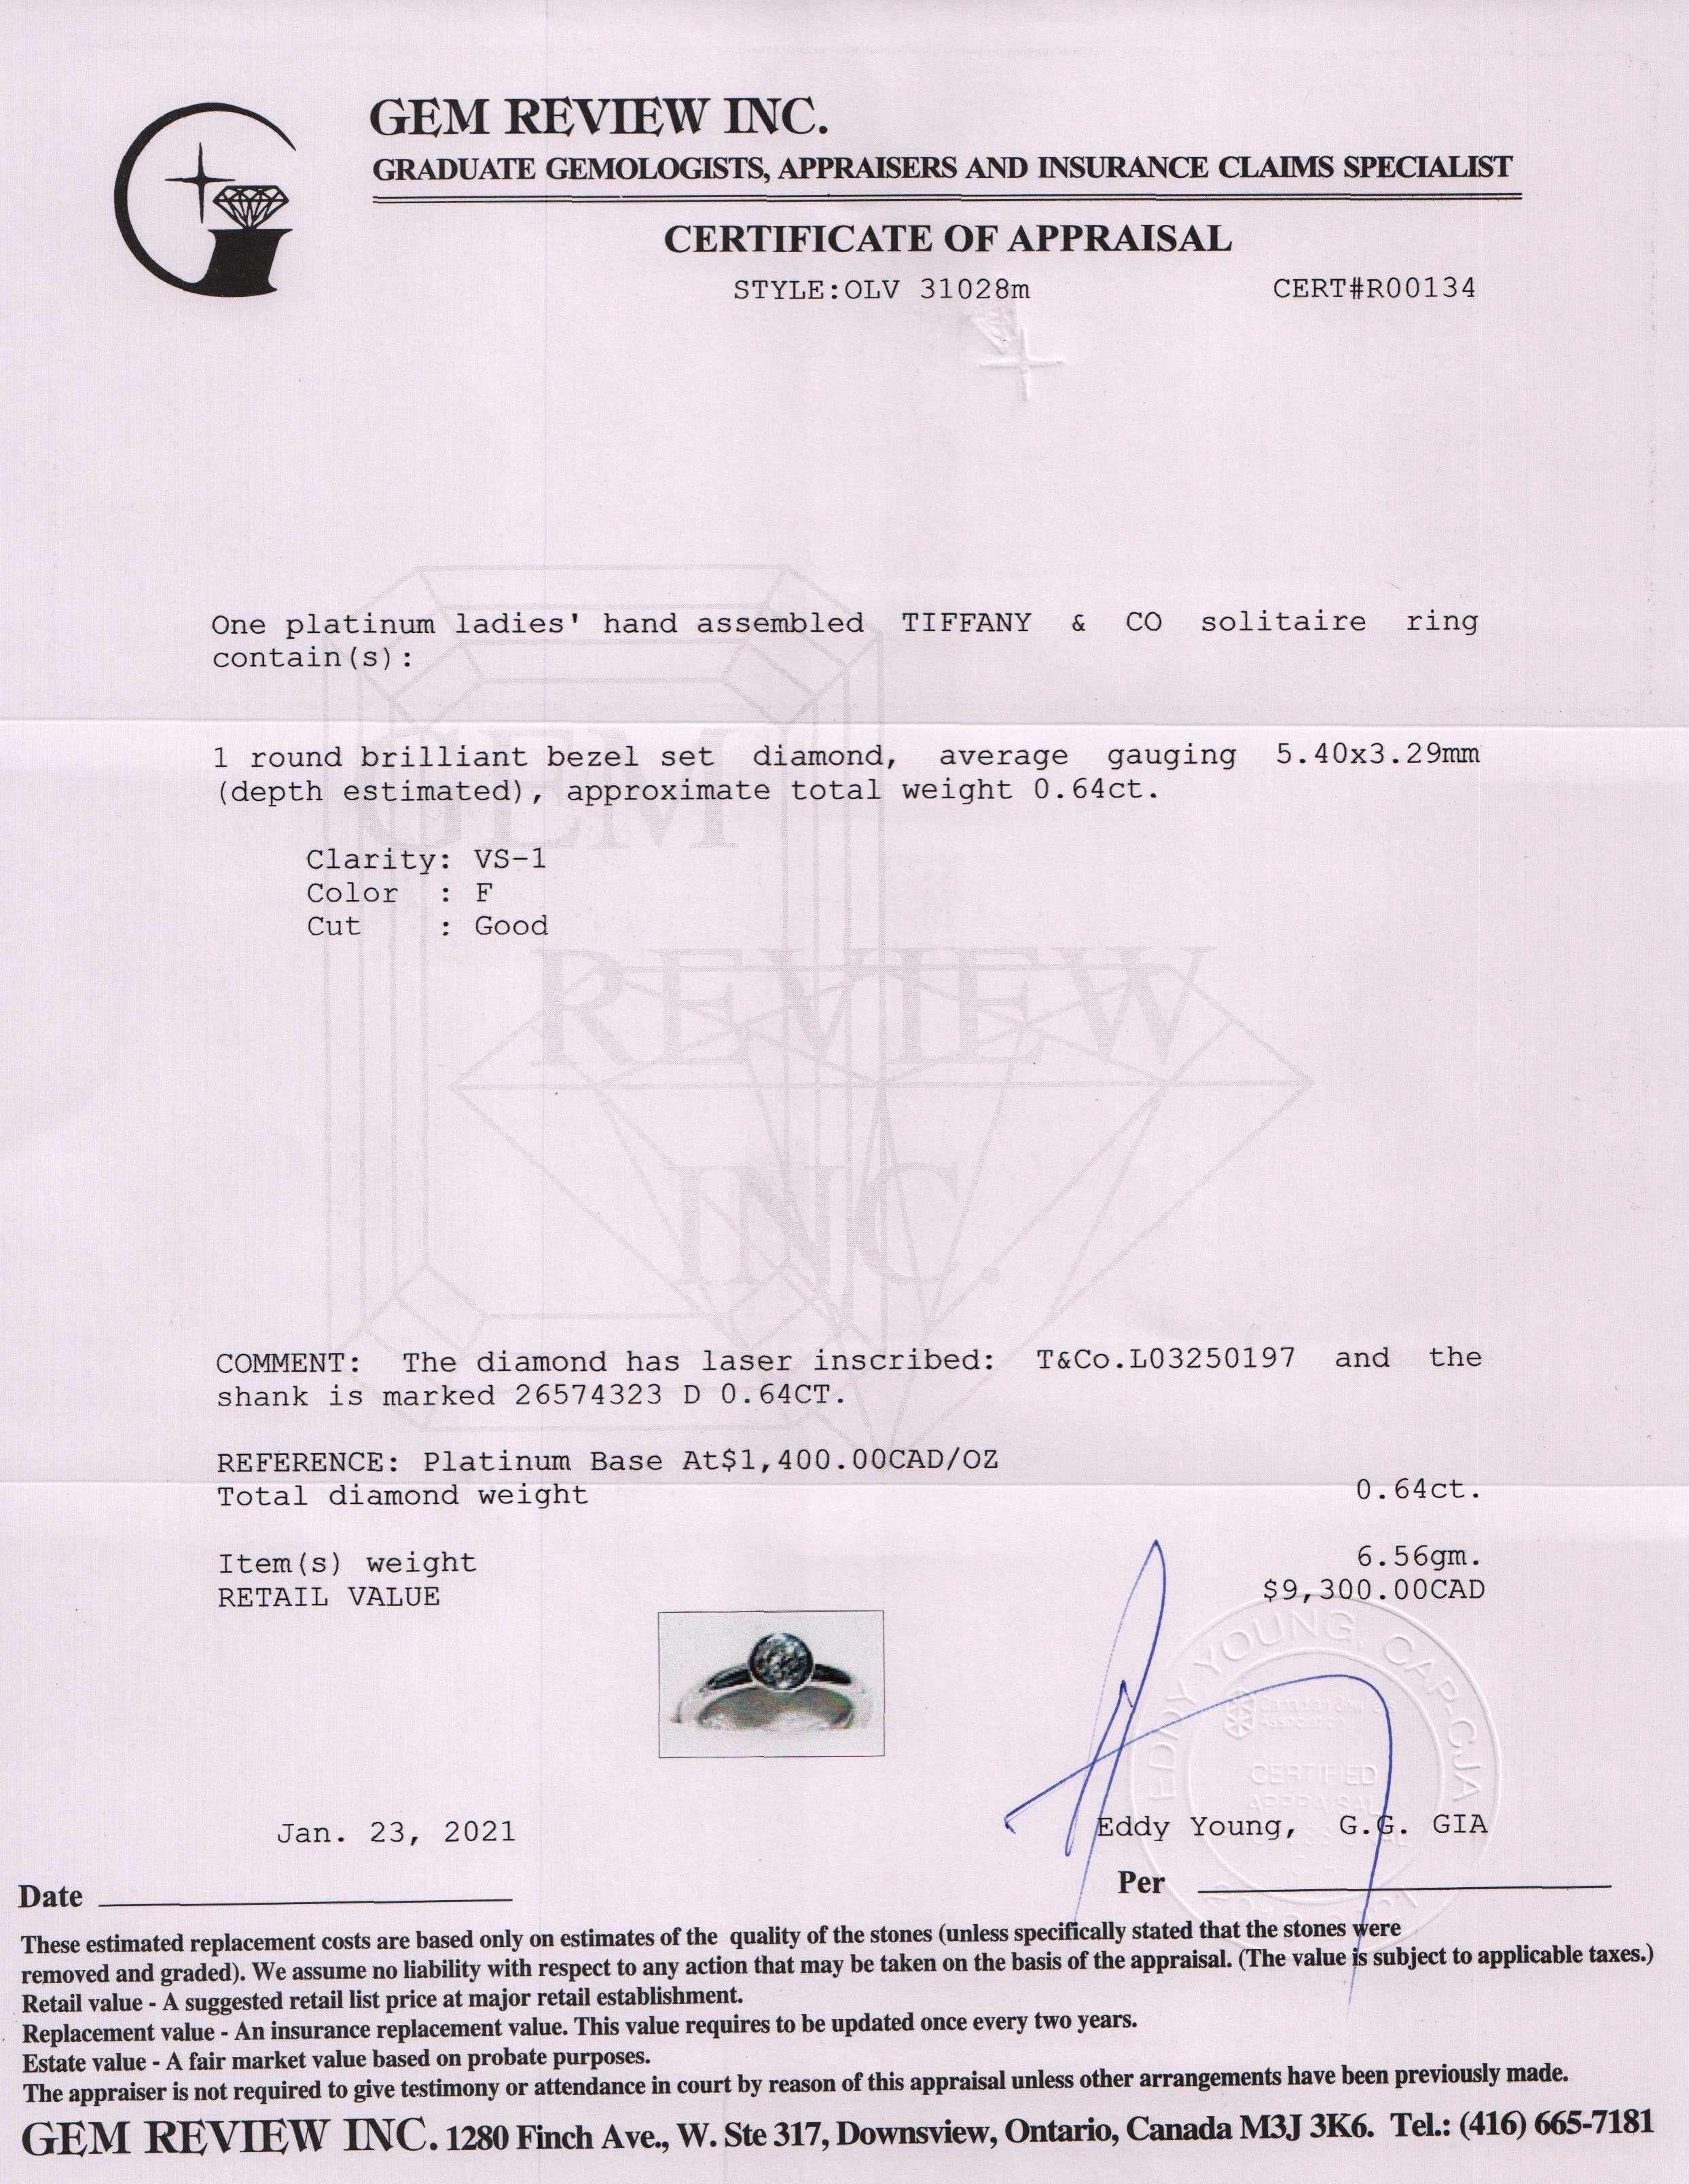 GEM REVIEW INC.
GRADUATE GEMOLOGISTS, APPRAISERS AND INSURANCE CLAIMS SPECIALIST
CERTIFICATE OF APPRAISAL
STYLE:OLV 31028m CERT#R00134
One platinum ladies' hand assembled TIFFANY & CO solitaire ring
contain(s):
1 round brilliant bezel set diamond, average gauging 5.40x3.29mm
(depth estimated), approximate total weight 0.64ct.
GEM
Clarity: VS-1
Color : F
Cut : Good
REVIEW
INC.
COMMENT: The diamond has laser inscribed: T&Co.L03250197 and the
shank is marked 26574323 D 0.64CT.
REFERENCE: Platinum Base At$1,400.00CAD/OZ
Total diamond weight 0.64ct.
Item(s) weight 6.56gm.
RETAIL VALUE $9,300.00CAD
EDDY YOUNG, CAP-CJA
CERTIFIED
APPRAISAL
Jan. 23, 2021
Eddy Young, G.G. GIA
Date
Per
These estimated replacement costs are based only on estimates of the quality of the stones (unless specifically stated that the stones were
removed and graded). We assume no liability with respect to any action that may be taken on the basis of the appraisal. (The value is subject to applicable taxes.)
Retail value - A suggested retail list price at major retail establishment.
Replacement value - An insurance replacement value. This value requires to be updated once every two years.
Estate value - A fair market value based on probate purposes.
The appraiser is not required to give testimony or attendance in court by reason of this appraisal unless other arrangements have been previously made.
GEM REVIEW INC. 1280 Finch Ave., W. Ste 317, Downsview, Ontario, Canada M3J 3K6. Tel.: (416) 665-7181